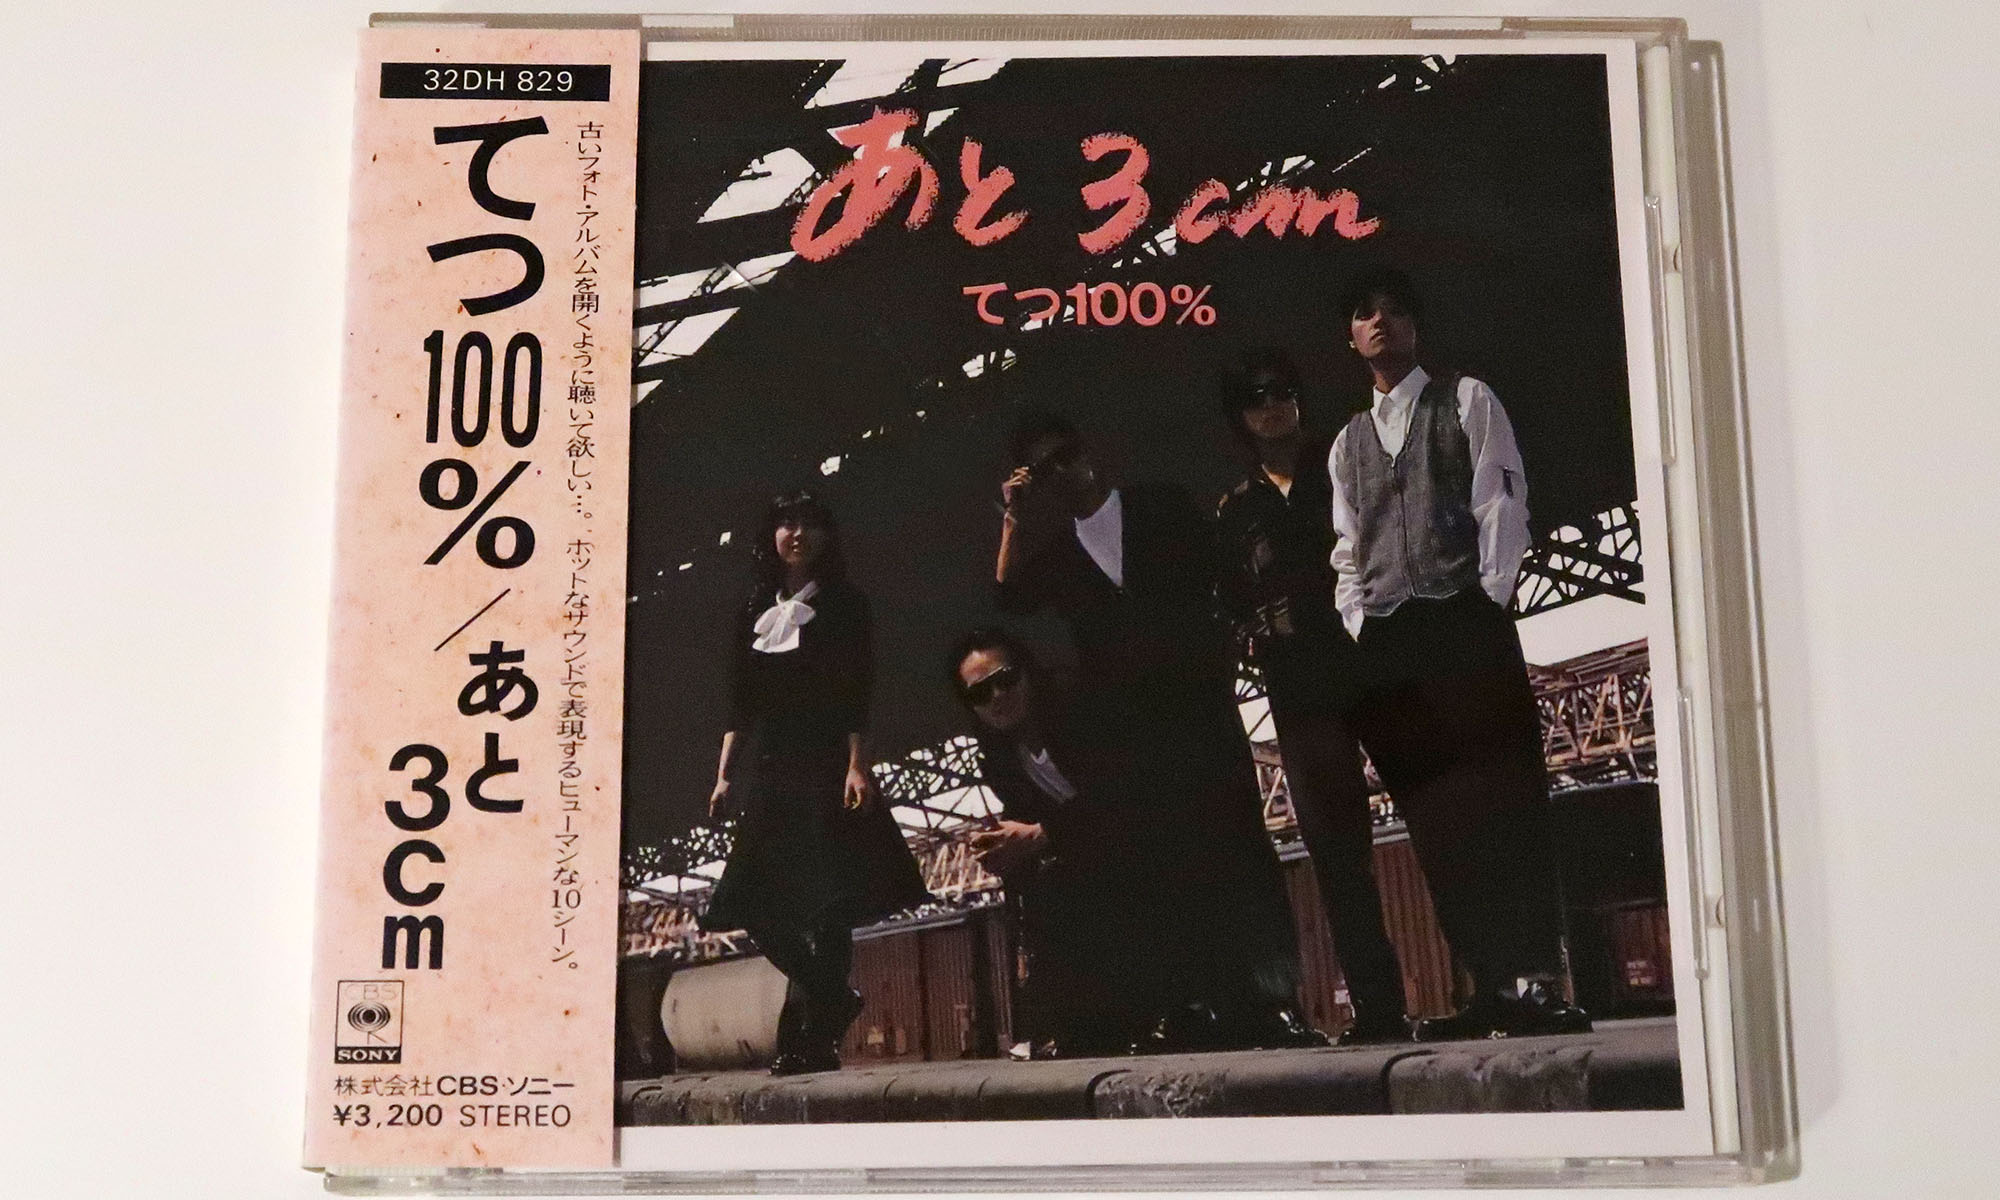 32DH 829
てつ100%/あと3cm
古いフォト・アルバムを開くように聴いて欲しい…。ホットなサウンドで表現するヒューマンな10シーン。
CBS
SONY
株式会社CBS・ソニー
¥3,200 STEREO
あと3cm
てつ100%